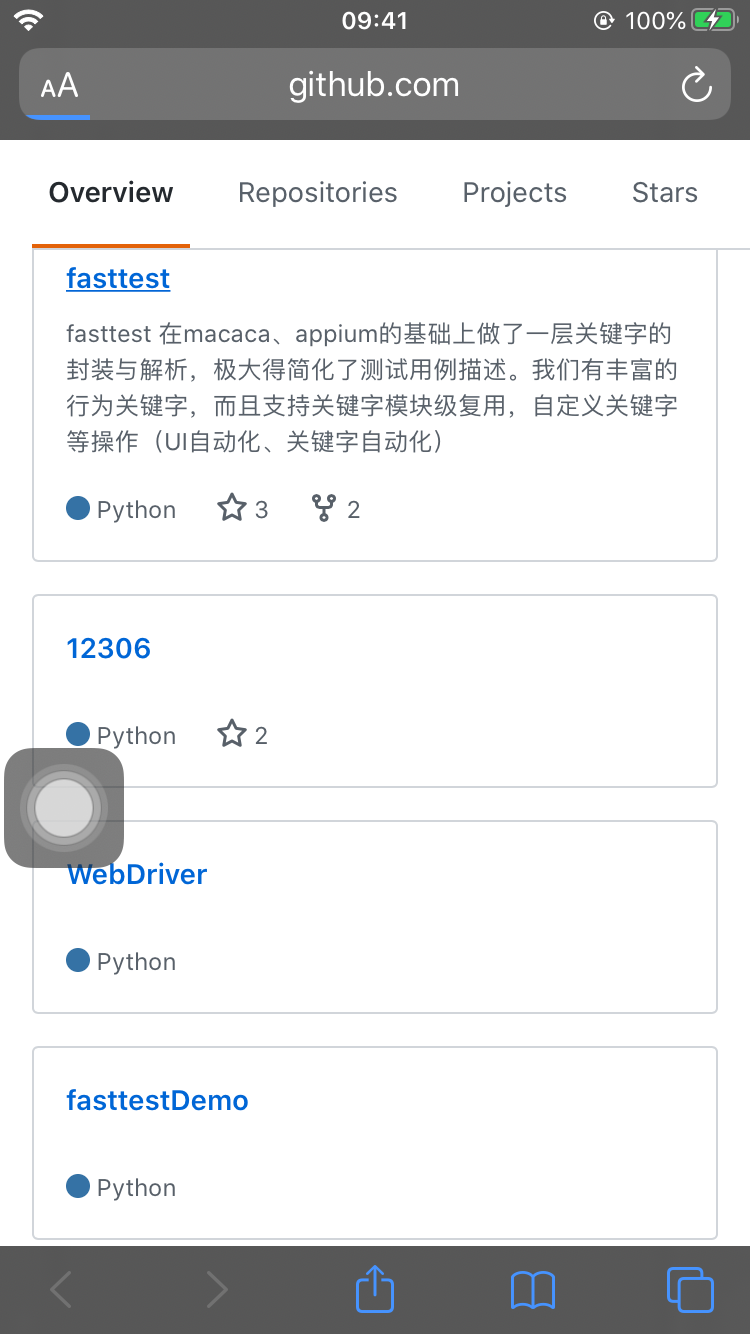 09:41
100%
AA
github.com
Overview
Repositories
Projects
Stars
fasttest
fasttest 在macaca、appium的基础上做了一层关键字的
封装与解析，极大得简化了测试用例描述。我们有丰富的
行为关键字，而且支持关键字模块级复用，自定义关键字
等操作（UI自动化、关键字自动化）
Python 3 2
12306
Python 2
WebDriver
Python
fasttestDemo
Python